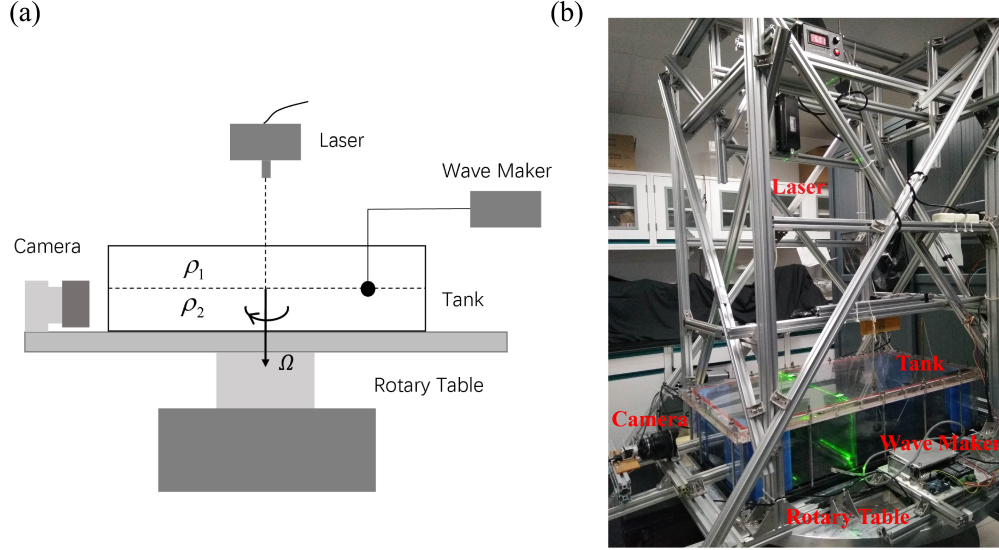 (a)
Laser
Wave Maker
Camera
ρ1
ρ2
Tank
Ω
Rotary Table
(b)
Laser
Tank
Camera
Wave Maker
Rotary Table